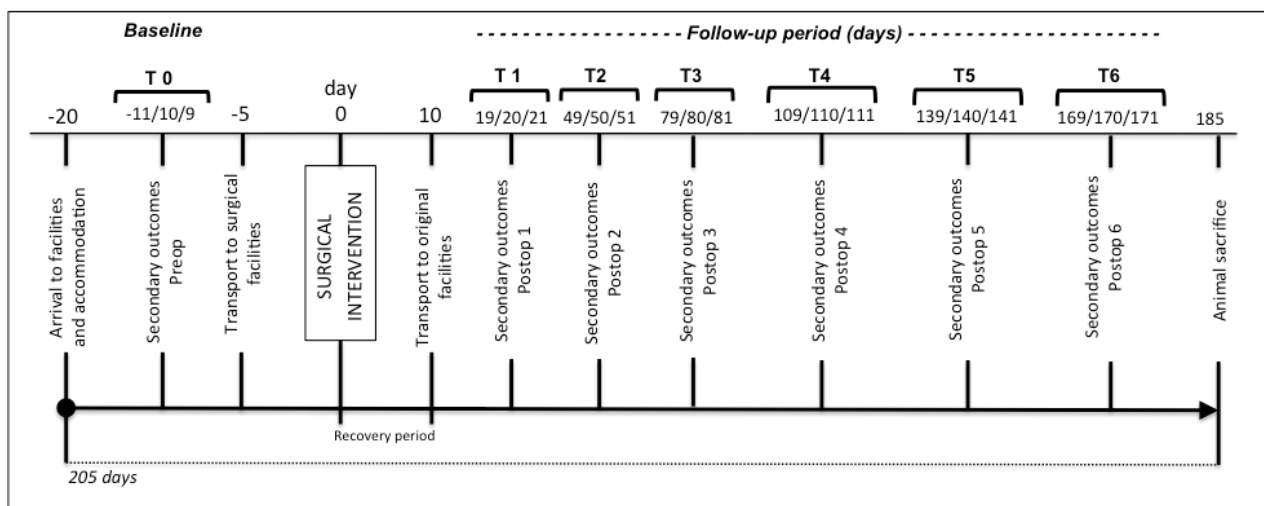 Baseline
Follow-up period (days)
T 0
day
T 1
T2
T3
T4
T5
T6
-20
-11/10/9
-5
0
10
19/20/21
49/50/51
79/80/81
109/110/111
139/140/141
169/170/171
185
Arrival to facilities
and accommodation
Secondary outcomes
Preop
Transport to surgical
facilities
SURGICAL
INTERVENTION
Transport to original
facilities
Secondary outcomes
Postop 1
Secondary outcomes
Postop 2
Secondary outcomes
Postop 3
Secondary outcomes
Postop 4
Secondary outcomes
Postop 5
Secondary outcomes
Postop 6
Animal sacrifice
Recovery period
205 days